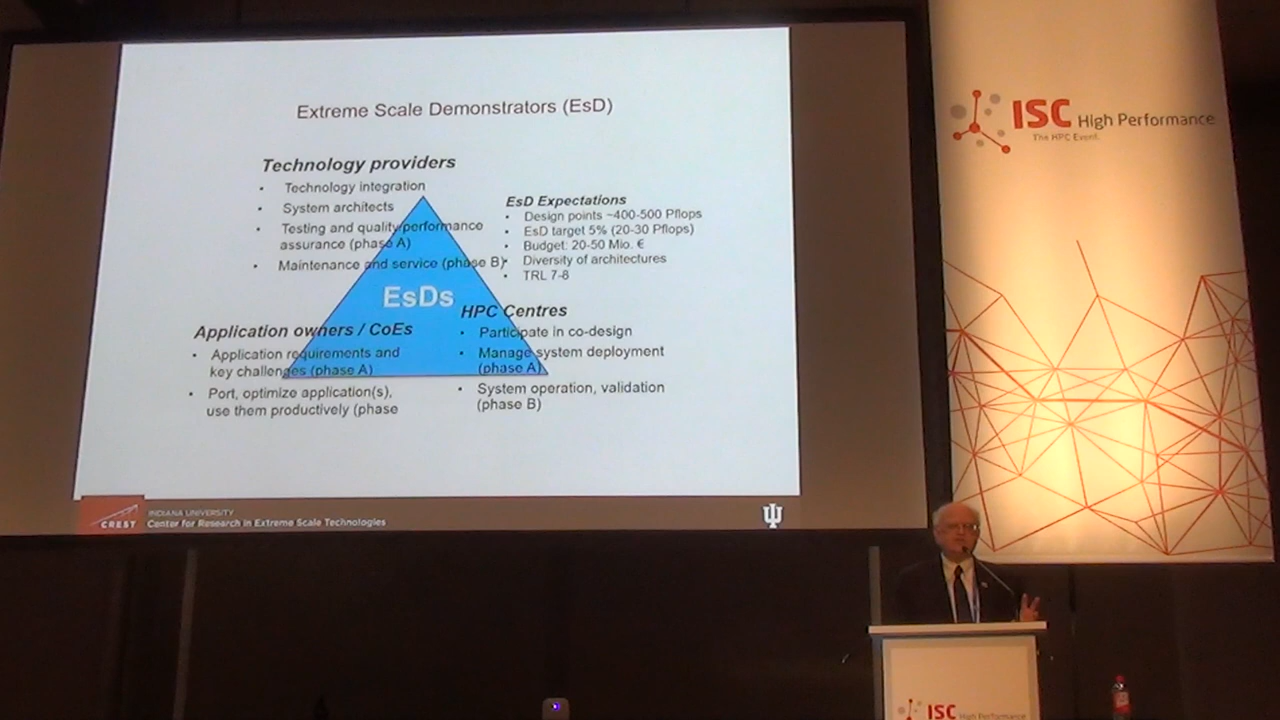 Extreme Scale Demonstrators (EsD)
Technology providers
• Technology integration
• System architects
• Testing and quality performance
assurance (phase A)
• Maintenance and service (phase B)
EsD Expectations
• Design points ~400-500 Pflops
• EsD target 5% (20-30 Pflops)
• Budget: 20-50 Mio. €
• Diversity of architectures
• TRL 7-8
EsDs
Application owners / CoEs
• Application requirements and
key challenges (phase A)
• Port, optimize application(s),
use them productively (phase
HPC Centres
• Participate in co-design
• Manage system deployment
(phase A)
• System operation, validation
(phase B)
CREST
INDIANA UNIVERSITY
Center for Research in Extreme Scale Technologies
ISC High Performance
The HPC Event.
ISC High Performance